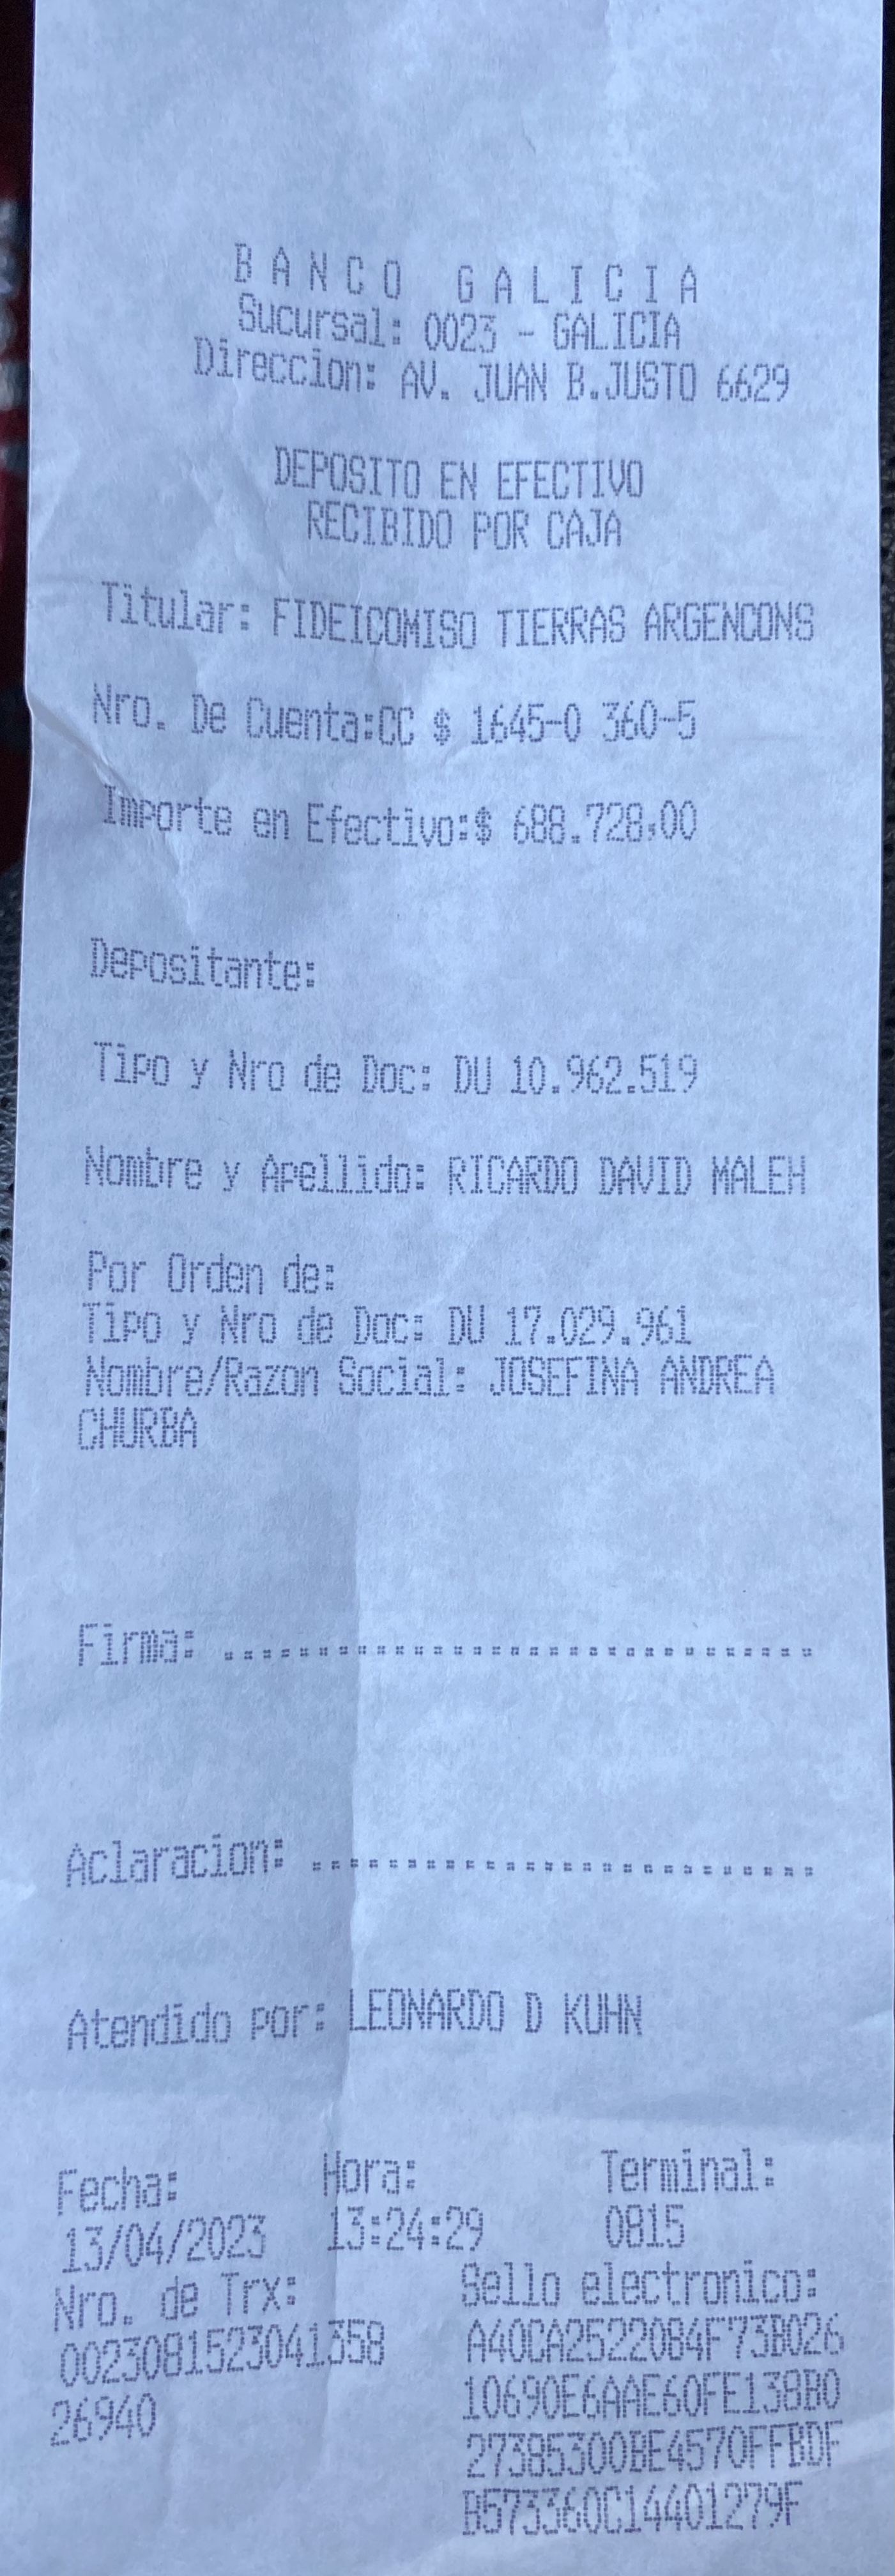 BANCO GALICIA
Sucursal: 0023 - GALICIA
Direccion: AV. JUAN B.JUSTO 6629
DEPOSITO EN EFECTIVO
RECIBIDO POR CAJA
Titular: FIDEICOMISO TIERRAS ARGENCONS
Nro. De Cuenta:CC $ 1645-0 360-5
Importe en Efectivo:$ 688.728,00
Depositante:
Tipo y Nro de Doc: DU 10.962.519
Nombre y Apellido: RICARDO DAVID MALEH
Por Orden de:
Tipo y Nro de Doc: DU 17.029.961
Nombre/Razon Social: JOSEFINA ANDREA
CHURBA
Firma: ...............................
Aclaracion: ..........................
Atendido por: LEONARDO D KUHN
Fecha: Hora: Terminal:
13/04/2023 13:24:29 0815
Nro. de Trx: Sello electronico:
0023081523041358 A40CA2522084F73B026
26940 10690E6AAE60FE138B0
27385300BE4570FFBDF
B573360C14401279F